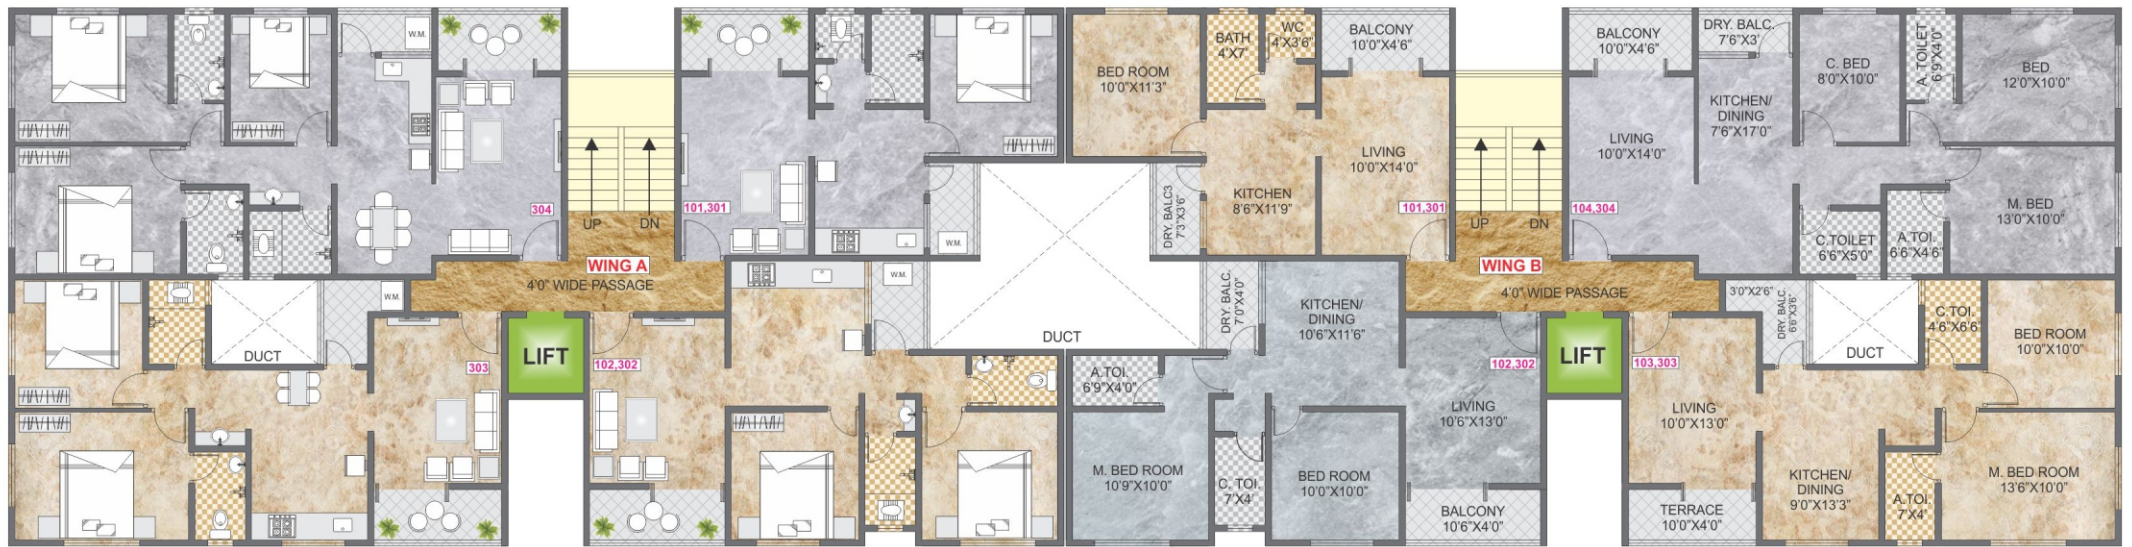 W.M.
304
UP
DN
101,301
W.M.
WING A
4'0" WIDE PASSAGE
W.M.
W.M.
DUCT
303
LIFT
102,302
DUCT
BED ROOM
10'0"X11'3"
BATH
4'X7'
WC
4'X3'6"
BALCONY
10'0"X4'6"
LIVING
10'0"X14'0"
KITCHEN
8'6"X11'9"
DRY. BALC3
7'3"X3'6"
101,301
UP
DN
BALCONY
10'0"X4'6"
DRY. BALC.
7'6"X3'
C. BED
8'0"X10'0"
A. TOILET
6'9"X4'0"
BED
12'0"X10'0"
KITCHEN/
DINING
7'6"X17'0"
LIVING
10'0"X14'0"
104,304
M. BED
13'0"X10'0"
C.TOILET
6'6"X5'0"
A.TOI.
6'6"X4'6"
WING B
4'0" WIDE PASSAGE
DRY. BALC.
7'0"X4'0"
KITCHEN/
DINING
10'6"X11'6"
A.TOI.
6'9"X4'0"
102,302
LIVING
10'6"X13'0"
M. BED ROOM
10'9"X10'0"
C. TOI.
7'X4'
BED ROOM
10'0"X10'0"
BALCONY
10'6"X4'0"
LIFT
103,303
3'0"X2'6"
DRY. BALC.
6'6"X3'6"
DUCT
C.TOI.
4'6"X6'6"
BED ROOM
10'0"X10'0"
LIVING
10'0"X13'0"
KITCHEN/
DINING
9'0"X13'3"
A.TOI.
7'X4'
M. BED ROOM
13'6"X10'0"
TERRACE
10'0"X4'0"